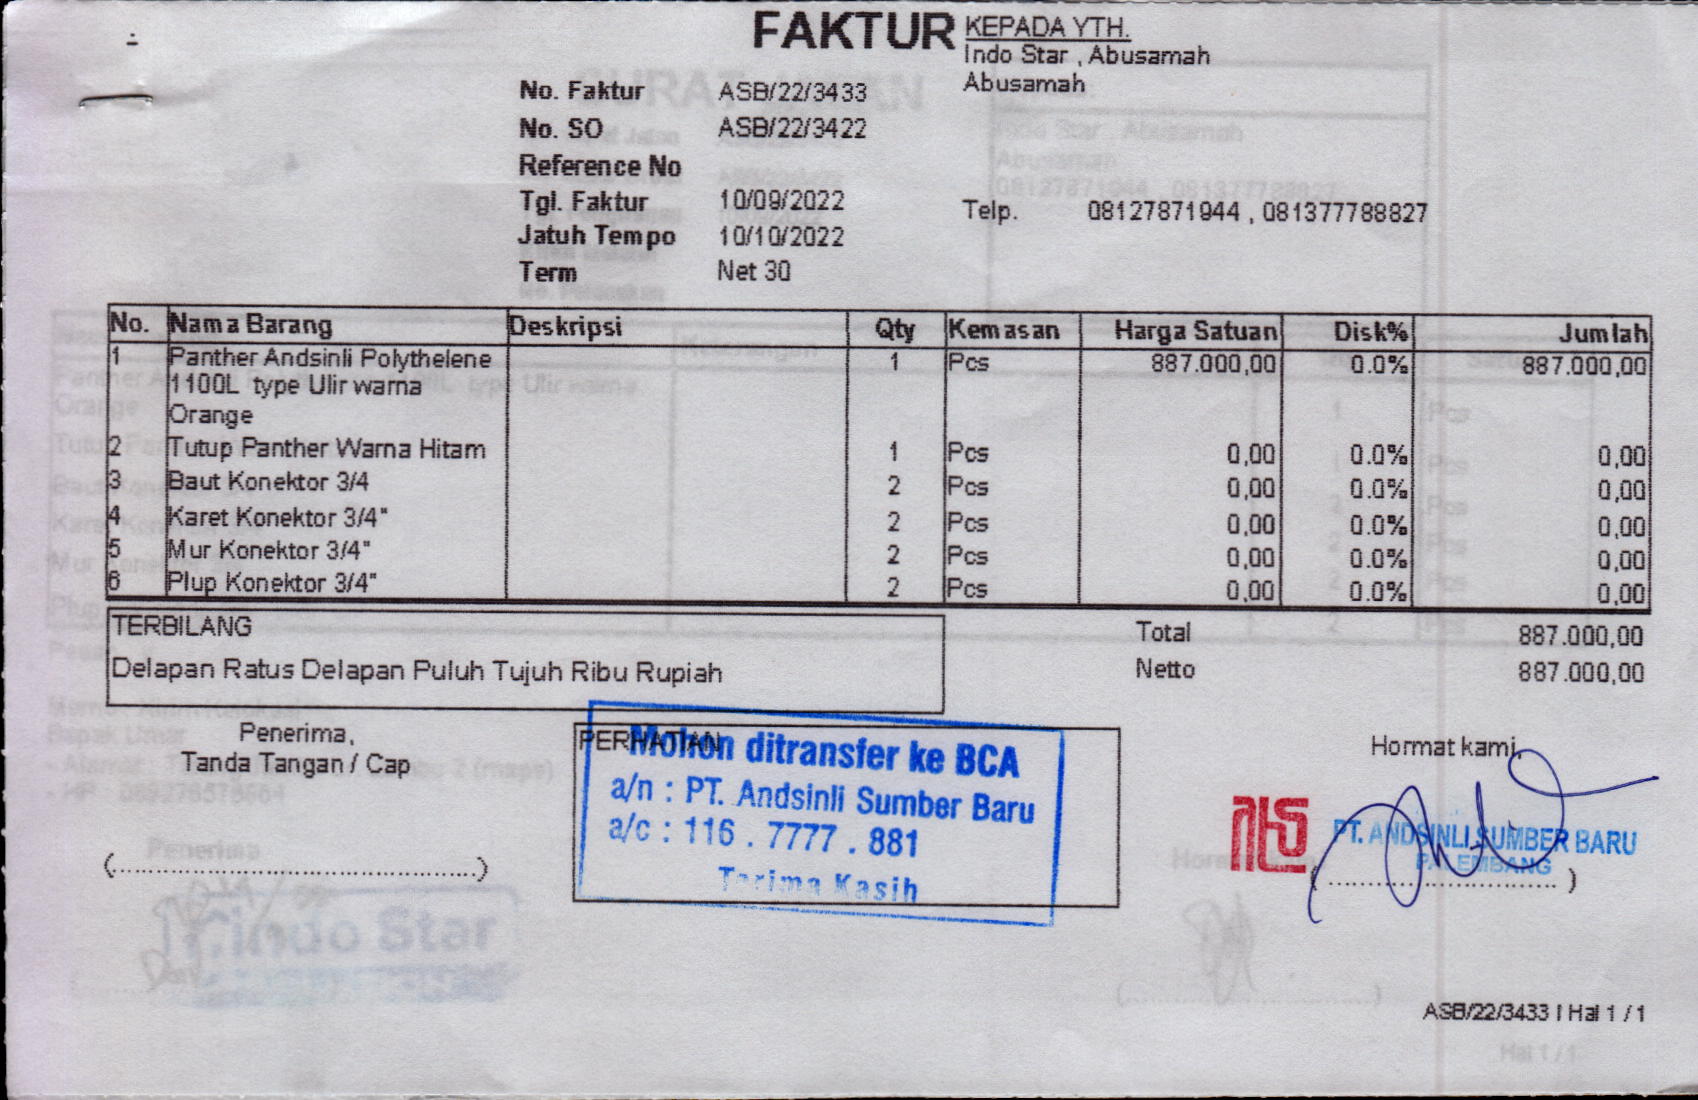 FAKTUR
KEPADA YTH.
Indo Star , Abusamah
Abusamah
No. Faktur ASB/22/3433
No. SO ASB/22/3422
Reference No
Tgl. Faktur 10/09/2022
Telp. 08127871944 , 081377788827
Jatuh Tempo 10/10/2022
Term Net 30
No. Nama Barang Deskripsi Qty Kemasan Harga Satuan Disk% Jumlah
1 Panther Andsinli Polythelene 1 Pcs 887.000,00 0.0% 887.000,00
1100L type Ulir warna
Orange
2 Tutup Panther Warna Hitam 1 Pcs 0,00 0.0% 0,00
3 Baut Konektor 3/4 2 Pcs 0,00 0.0% 0,00
4 Karet Konektor 3/4" 2 Pcs 0,00 0.0% 0,00
5 Mur Konektor 3/4" 2 Pcs 0,00 0.0% 0,00
6 Plup Konektor 3/4" 2 Pcs 0,00 0.0% 0,00
TERBILANG
Delapan Ratus Delapan Puluh Tujuh Ribu Rupiah
Total 887.000,00
Netto 887.000,00
Penerima,
Tanda Tangan / Cap
PERHATIAN
Mohon ditransfer ke BCA
a/n : PT. Andsinli Sumber Baru
a/c : 116 . 7777 . 881
Terima Kasih
Hormat kami,
PT. ANDSINLI SUMBER BARU
PALEMBANG
Indo Star
ASB/22/3433 / Hal 1 / 1
Hal 1 / 1